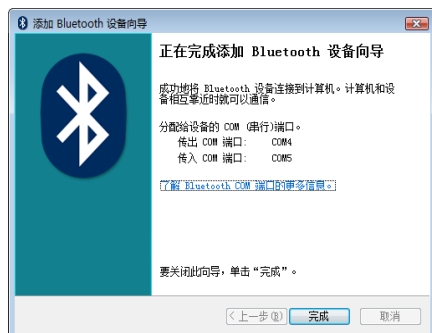 添加 Bluetooth 设备向导
正在完成添加 Bluetooth 设备向导
成功地将 Bluetooth 设备连接到计算机。计算机和设
备相互靠近时就可以通信。
分配给设备的 COM (串行)端口。
传出 COM 端口: COM4
传入 COM 端口: COM5
了解 Bluetooth COM 端口的更多信息。
要关闭此向导，单击“完成”。
< 上一步(B) 完成 取消